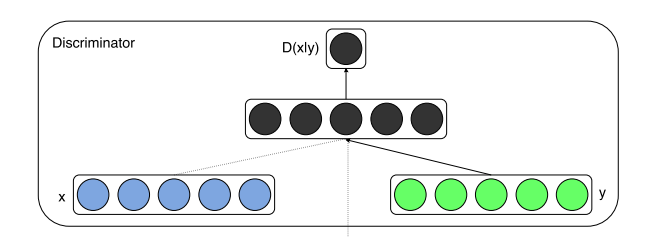 Discriminator
D(x|y)
x
y